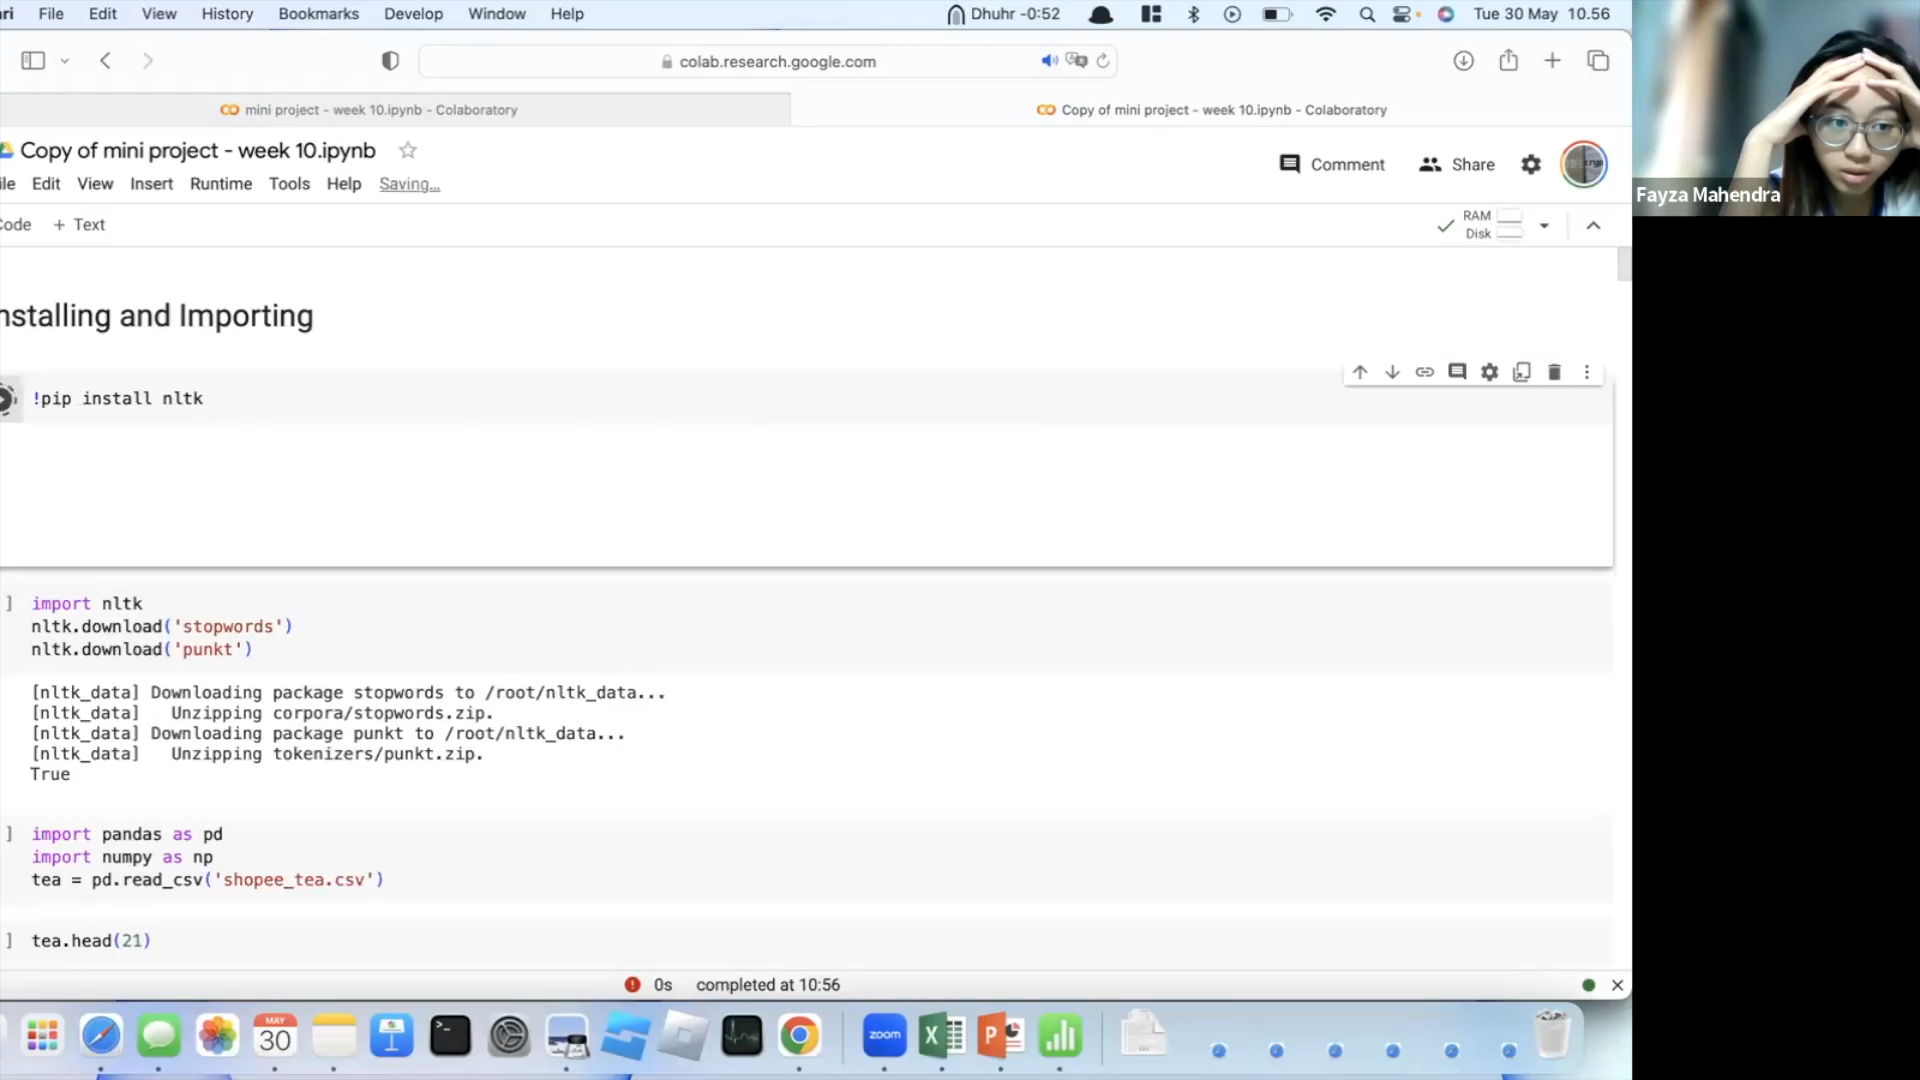 ri File Edit View History Bookmarks Develop Window Help Dhuhr -0:52 Tue 30 May 10.56
colab.research.google.com
mini project - week 10.ipynb - Colaboratory Copy of mini project - week 10.ipynb - Colaboratory
Copy of mini project - week 10.ipynb
Comment Share
ile Edit View Insert Runtime Tools Help Saving...
Code + Text
RAM
Disk
nstalling and Importing
!pip install nltk
] import nltk
nltk.download('stopwords')
nltk.download('punkt')
[nltk_data] Downloading package stopwords to /root/nltk_data...
[nltk_data] Unzipping corpora/stopwords.zip.
[nltk_data] Downloading package punkt to /root/nltk_data...
[nltk_data] Unzipping tokenizers/punkt.zip.
True
] import pandas as pd
import numpy as np
tea = pd.read_csv('shopee_tea.csv')
] tea.head(21)
0s completed at 10:56
MAY
30
zoom
X
P
Fayza Mahendra